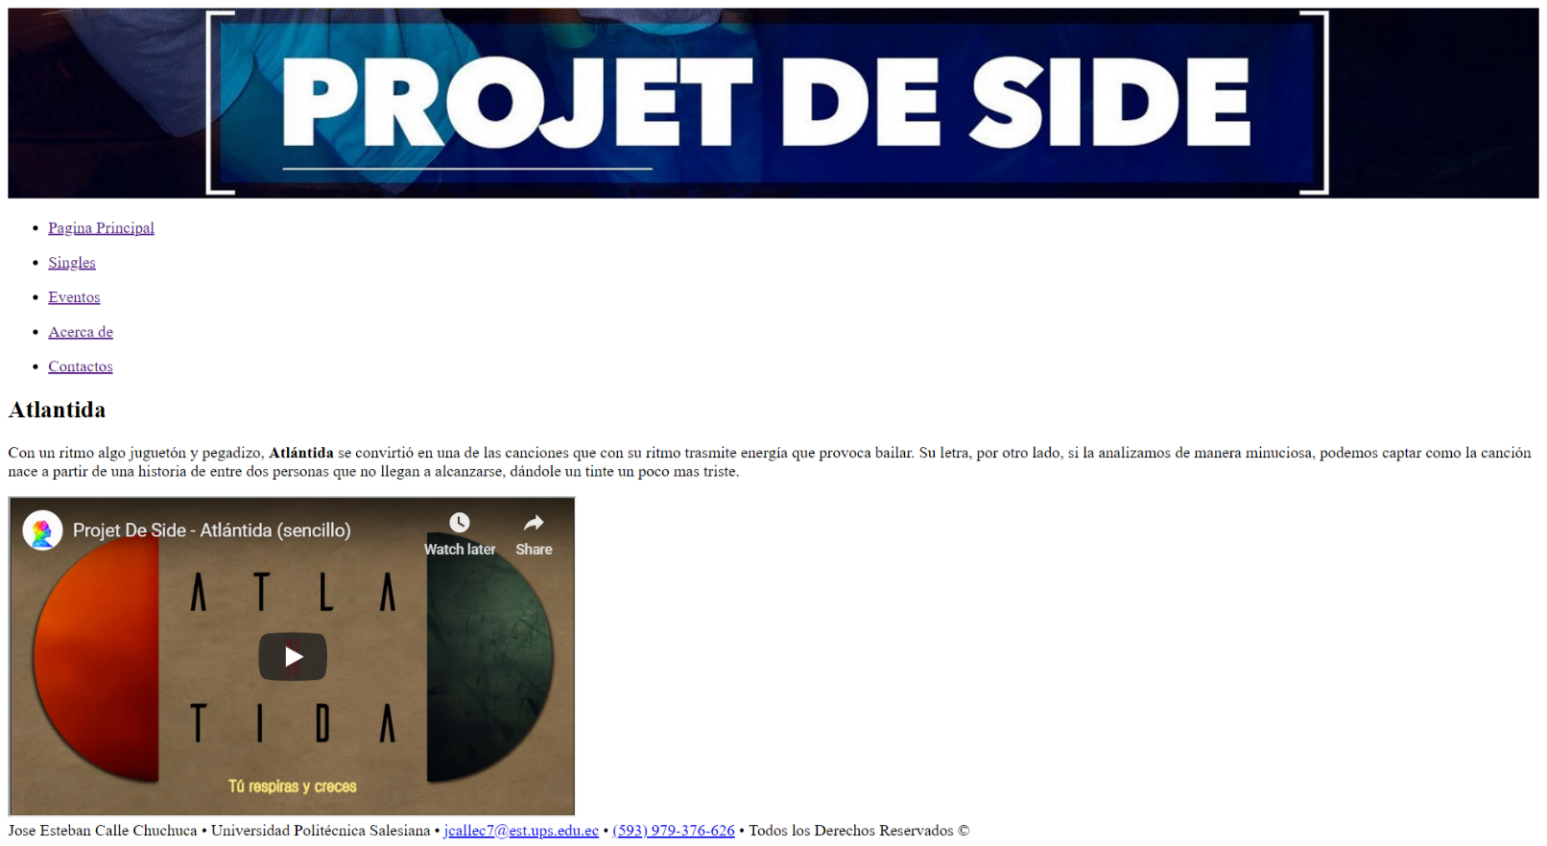 PROJET DE SIDE
Pagina Principal
Singles
Eventos
Acerca de
Contactos
Atlantida
Con un ritmo algo juguetón y pegadizo, Atlántida se convirtió en una de las canciones que con su ritmo trasmite energía que provoca bailar. Su letra, por otro lado, si la analizamos de manera minuciosa, podemos captar como la canción
nace a partir de una historia de entre dos personas que no llegan a alcanzarse, dándole un tinte un poco mas triste.
Projet De Side - Atlántida (sencillo)
Watch later
Share
ATLA
TIDA
Tú respiras y creces
Jose Esteban Calle Chuchuca • Universidad Politécnica Salesiana • jcallec7@est.ups.edu.ec • (593) 979-376-626 • Todos los Derechos Reservados ©